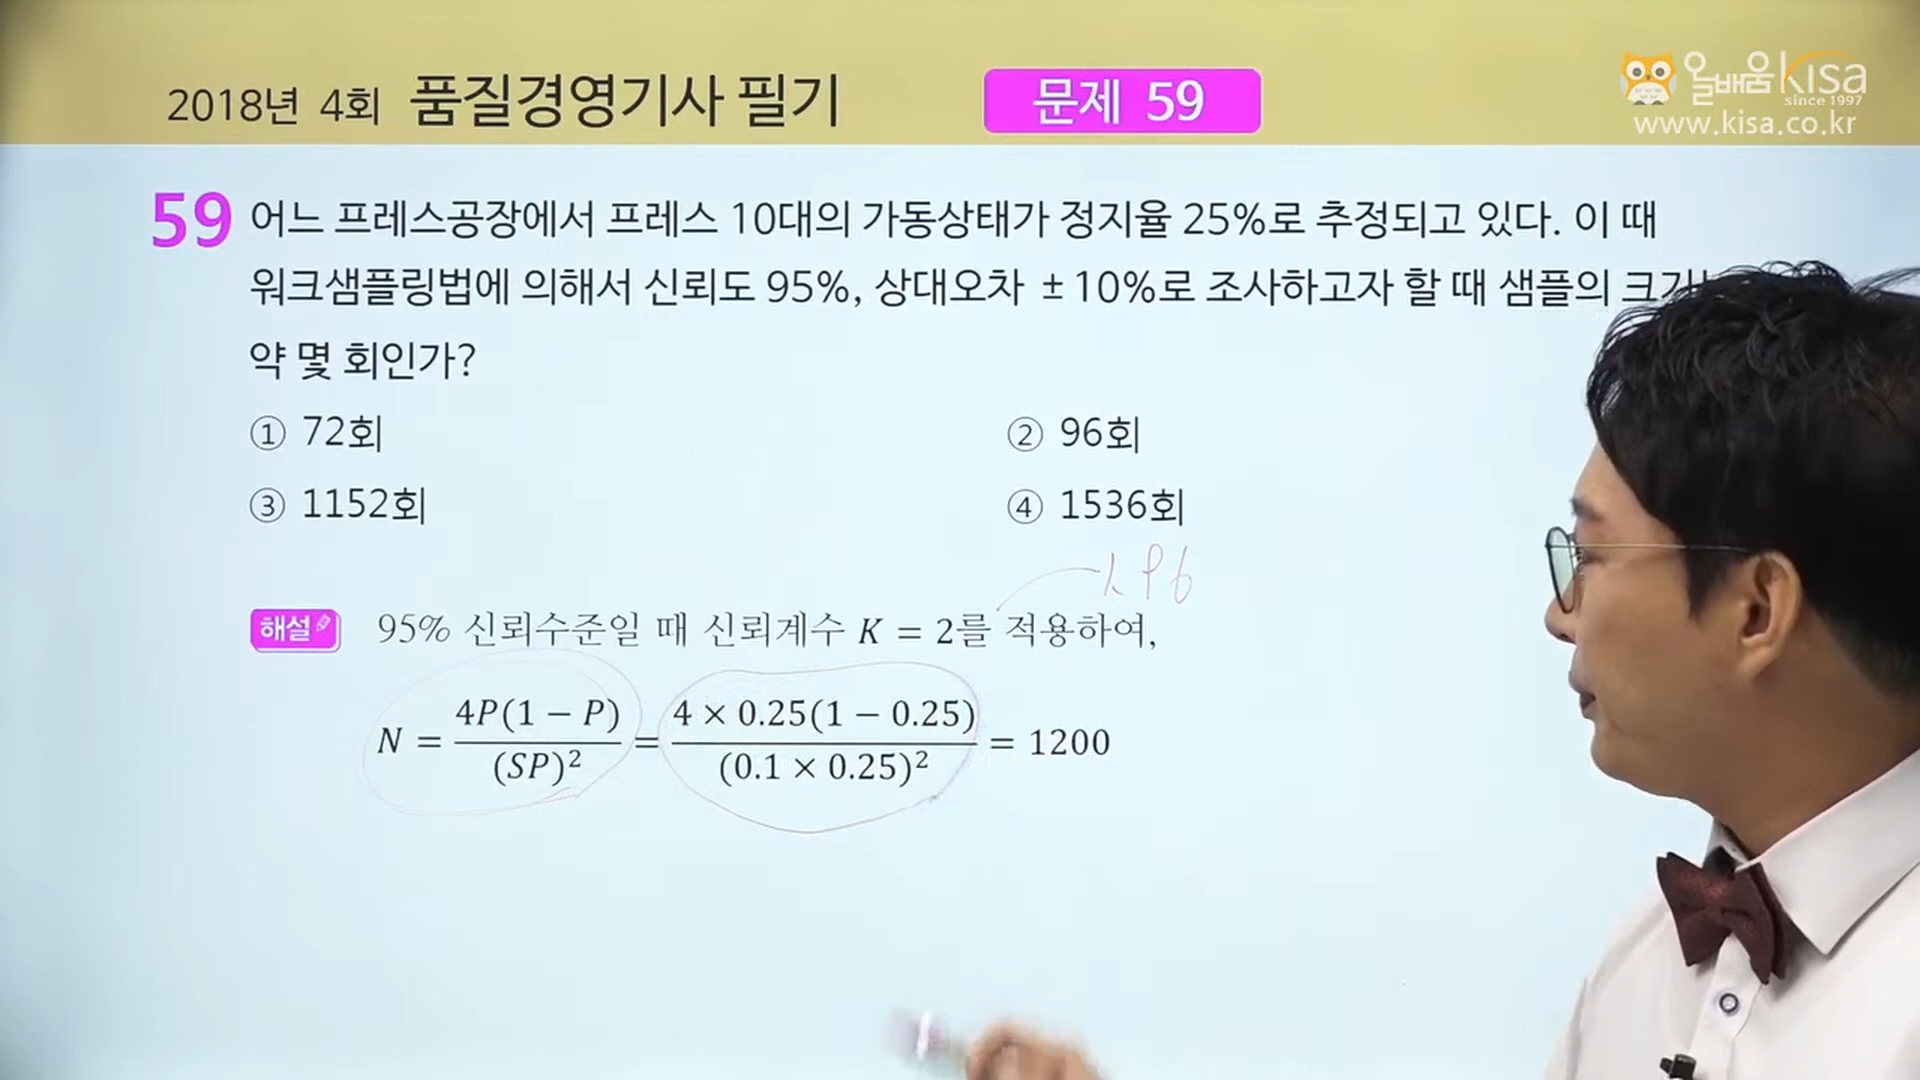 2018년 4회 품질경영기사 필기
문제 59
올배움 kisa
since 1997
www.kisa.co.kr
59 어느 프레스공장에서 프레스 10대의 가동상태가 정지율 25%로 추정되고 있다. 이 때
워크샘플링법에 의해서 신뢰도 95%, 상대오차 ±10%로 조사하고자 할 때 샘플의
약 몇 회인가?
① 72회
② 96회
③ 1152회
④ 1536회
1.96
해설 95% 신뢰수준일 때 신뢰계수 K = 2를 적용하여,
N = 4P(1 − P) / (SP)² = 4 × 0.25(1 − 0.25) / (0.1 × 0.25)² = 1200